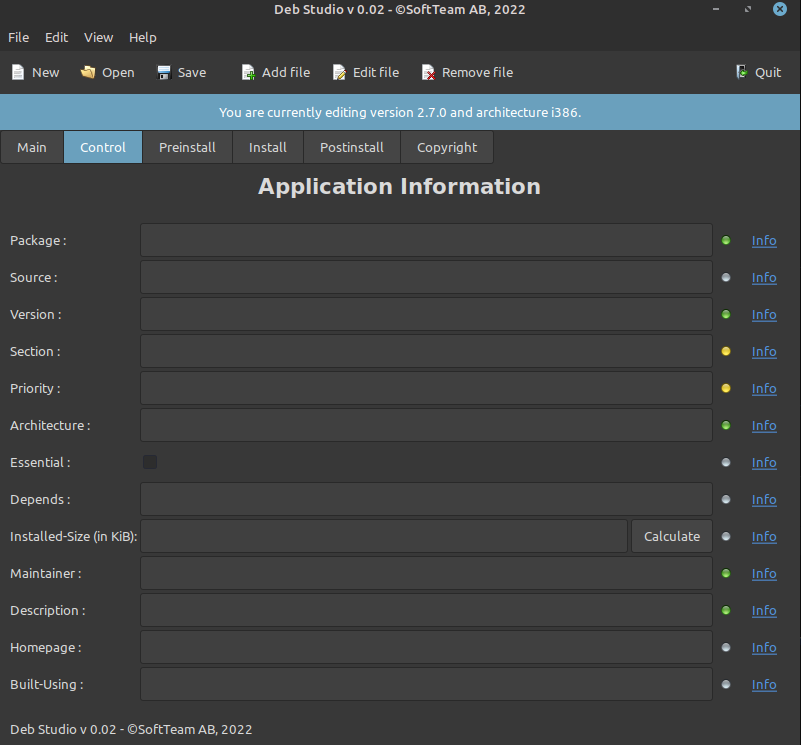 Deb Studio v 0.02 - ©SoftTeam AB, 2022
File Edit View Help
New Open Save Add file Edit file Remove file Quit
You are currently editing version 2.7.0 and architecture i386.
Main Control Preinstall Install Postinstall Copyright
Application Information
Package : Info
Source : Info
Version : Info
Section : Info
Priority : Info
Architecture : Info
Essential : Info
Depends : Info
Installed-Size (in KiB): Calculate Info
Maintainer : Info
Description : Info
Homepage : Info
Built-Using : Info
Deb Studio v 0.02 - ©SoftTeam AB, 2022